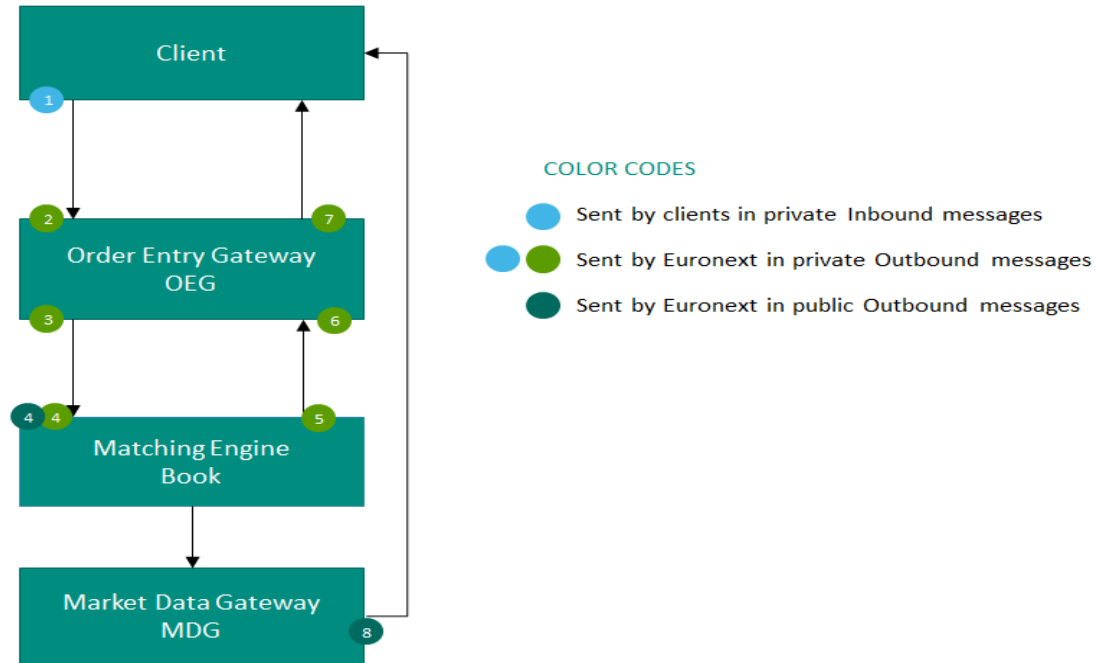 Client
1
2
7
Order Entry Gateway
OEG
3
6
4
4
5
Matching Engine
Book
Market Data Gateway
MDG
8
COLOR CODES
Sent by clients in private Inbound messages
Sent by Euronext in private Outbound messages
Sent by Euronext in public Outbound messages